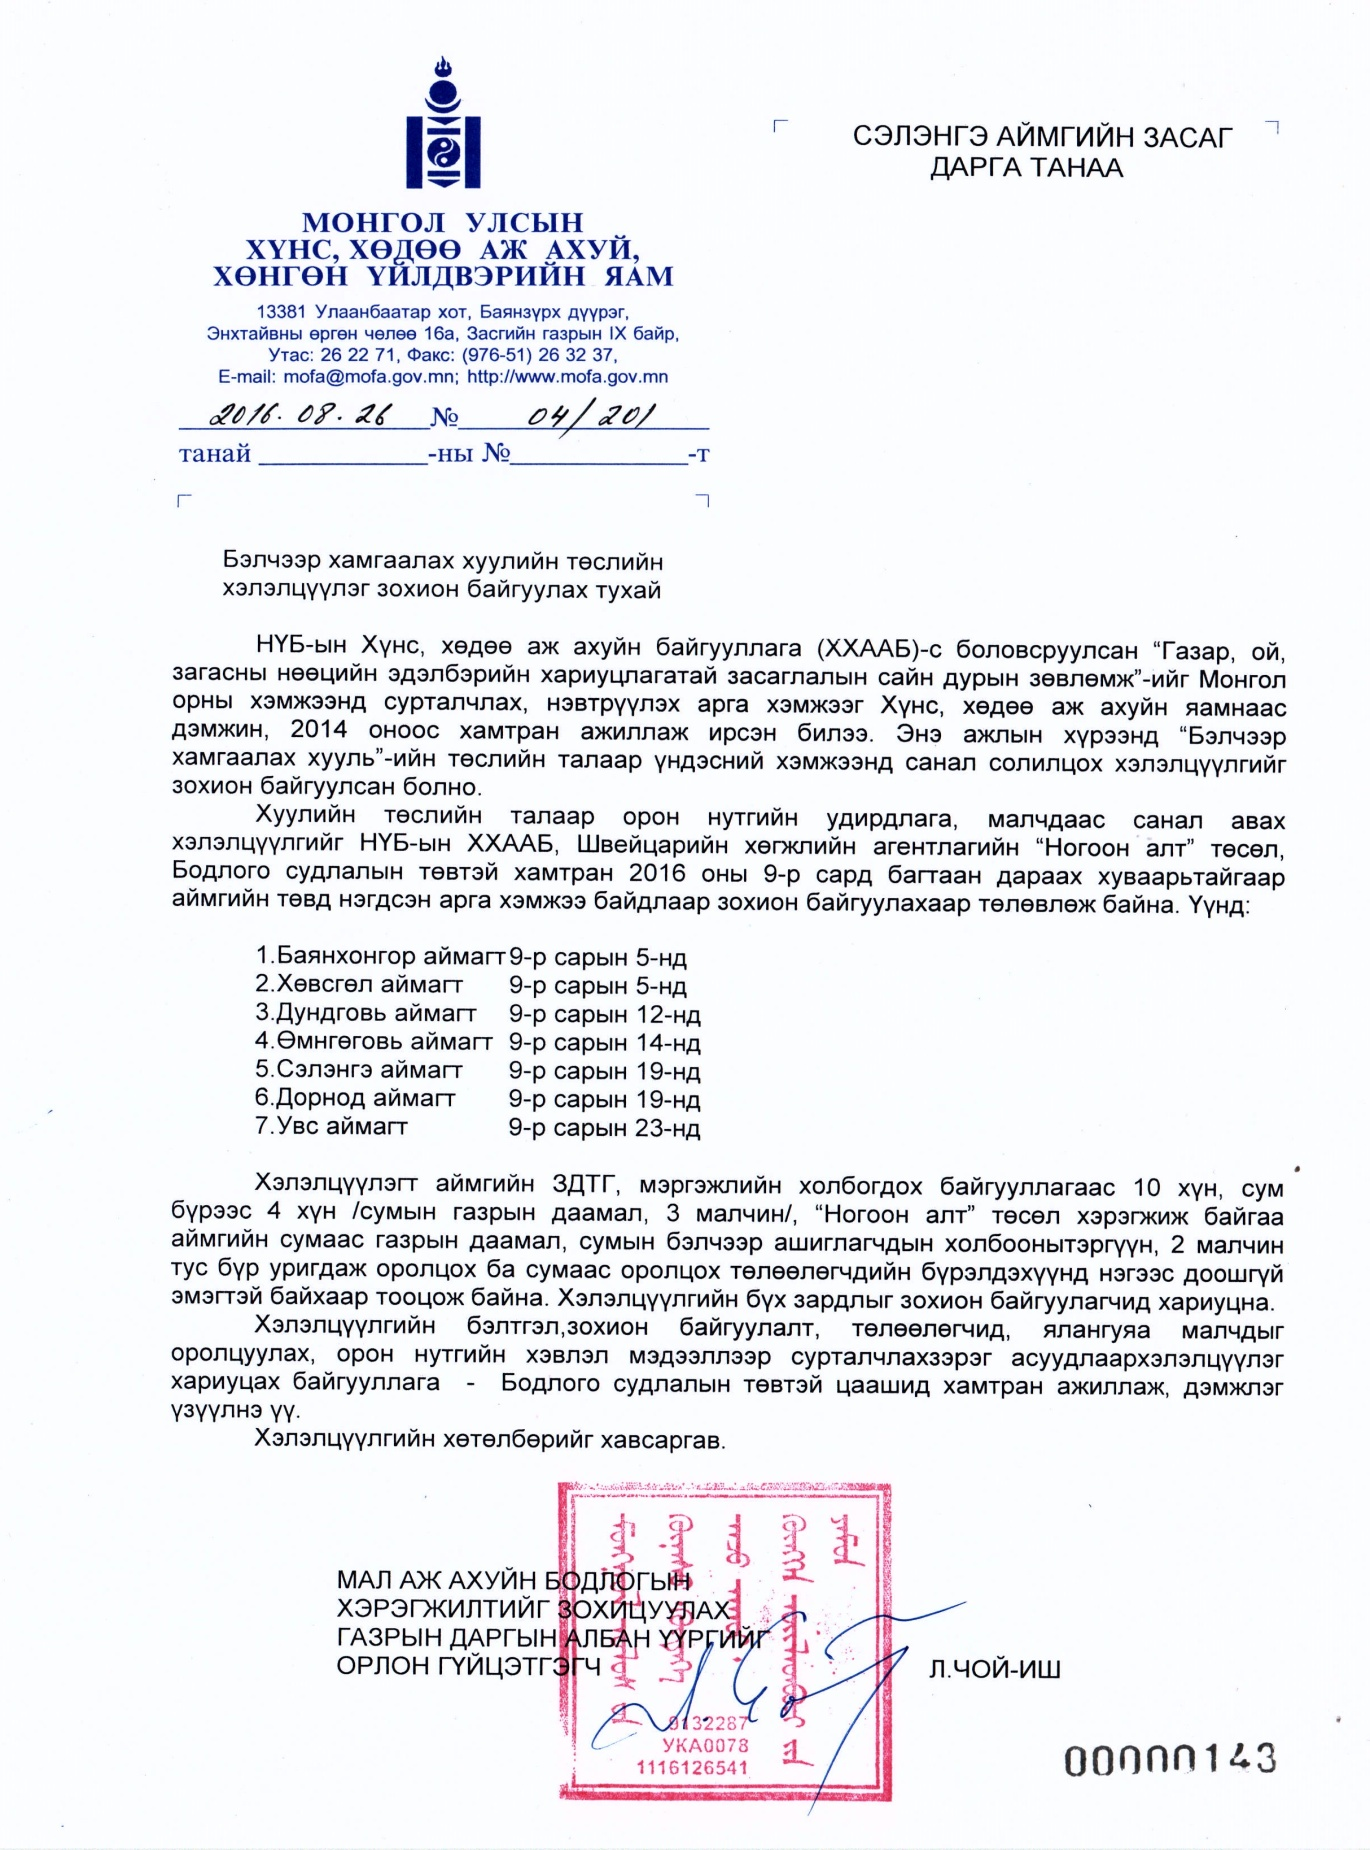 СЭЛЭНГЭ АЙМГИЙН ЗАСАГ
ДАРГА ТАНАА
МОНГОЛ УЛСЫН
ХҮНС, ХӨДӨӨ АЖ АХУЙ,
ХӨНГӨН ҮЙЛДВЭРИЙН ЯАМ
13381 Улаанбаатар хот, Баянзүрх дүүрэг,
Энхтайвны өргөн чөлөө 16а, Засгийн газрын IX байр,
Утас: 26 22 71, Факс: (976-51) 26 32 37,
E-mail: mofa@mofa.gov.mn; http://www.mofa.gov.mn
2016. 08. 26 № 04/201
танай ____________-ны №____________-т
Бэлчээр хамгаалах хуулийн төслийн
хэлэлцүүлэг зохион байгуулах тухай
НҮБ-ын Хүнс, хөдөө аж ахуйн байгууллага (ХХААБ)-с боловсруулсан “Газар, ой,
загасны нөөцийн эдэлбэрийн хариуцлагатай засаглалын сайн дурын зөвлөмж”-ийг Монгол
орны хэмжээнд сурталчлах, нэвтрүүлэх арга хэмжээг Хүнс, хөдөө аж ахуйн яамнаас
дэмжин, 2014 оноос хамтран ажиллаж ирсэн билээ. Энэ ажлын хүрээнд “Бэлчээр
хамгаалах хууль”-ийн төслийн талаар үндэсний хэмжээнд санал солилцох хэлэлцүүлгийг
зохион байгуулсан болно.
Хуулийн төслийн талаар орон нутгийн удирдлага, малчдаас санал авах
хэлэлцүүлгийг НҮБ-ын ХХААБ, Швейцарийн хөгжлийн агентлагийн “Ногоон алт” төсөл,
Бодлого судлалын төвтэй хамтран 2016 оны 9-р сард багтаан дараах хуваарьтайгаар
аймгийн төвд нэгдсэн арга хэмжээ байдлаар зохион байгуулахаар төлөвлөж байна. Үүнд:
1.Баянхонгор аймагт 9-р сарын 5-нд
2.Хөвсгөл аймагт 9-р сарын 5-нд
3.Дундговь аймагт 9-р сарын 12-нд
4.Өмнгөговь аймагт 9-р сарын 14-нд
5.Сэлэнгэ аймагт 9-р сарын 19-нд
6.Дорнод аймагт 9-р сарын 19-нд
7.Увс аймагт 9-р сарын 23-нд
Хэлэлцүүлэгт аймгийн ЗДТГ, мэргэжлийн холбогдох байгууллагаас 10 хүн, сум
бүрээс 4 хүн /сумын газрын даамал, 3 малчин/, “Ногоон алт” төсөл хэрэгжиж байгаа
аймгийн сумаас газрын даамал, сумын бэлчээр ашиглагчдын холбоонытэргүүн, 2 малчин
тус бүр уригдаж оролцох ба сумаас оролцох төлөөлөгчдийн бүрэлдэхүүнд нэгээс доошгүй
эмэгтэй байхаар тооцож байна. Хэлэлцүүлгийн бүх зардлыг зохион байгуулагчид хариуцна.
Хэлэлцүүлгийн бэлтгэл,зохион байгуулалт, төлөөлөгчид, ялангуяа малчдыг
оролцуулах, орон нутгийн хэвлэл мэдээллээр сурталчлахзэрэг асуудлаархэлэлцүүлэг
хариуцах байгууллага - Бодлого судлалын төвтэй цаашид хамтран ажиллаж, дэмжлэг
үзүүлнэ үү.
Хэлэлцүүлгийн хөтөлбөрийг хавсаргав.
МАЛ АЖ АХУЙН БОДЛОГЫН
ХЭРЭГЖИЛТИЙГ ЗОХИЦУУЛАХ
ГАЗРЫН ДАРГЫН АЛБАН ҮҮРГИЙГ
ОРЛОН ГҮЙЦЭТГЭГЧ Л.ЧОЙ-ИШ
9132287
УКА0078
1116126541
00000143